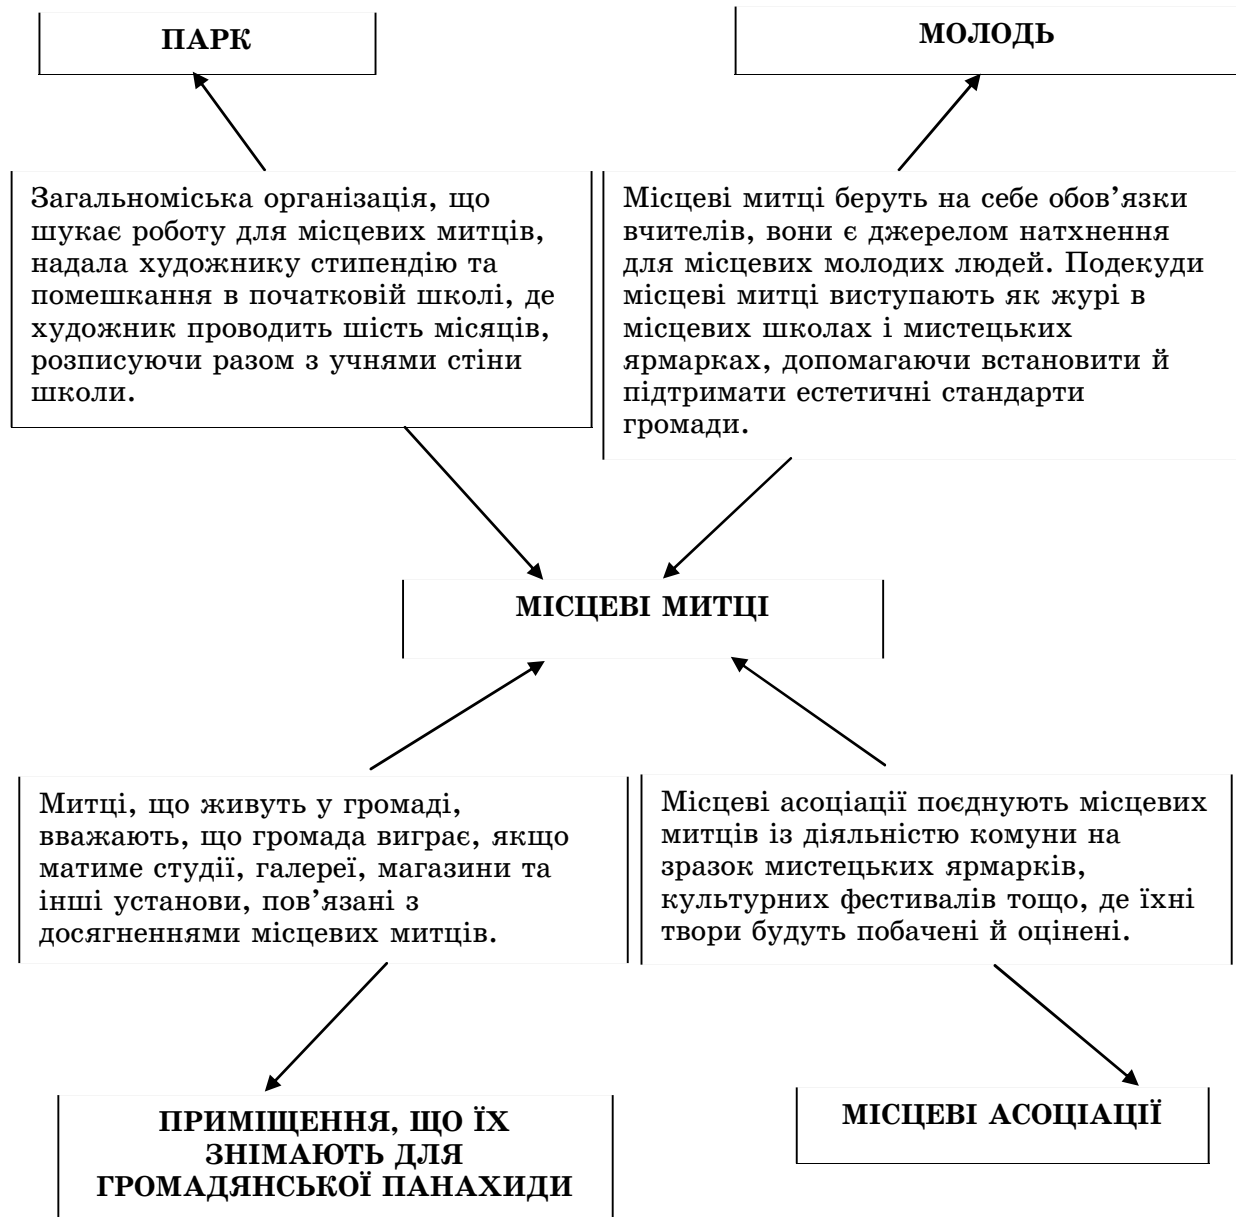 ПАРК
МОЛОДЬ
Загальноміська організація, що
шукає роботу для місцевих митців,
надала художнику стипендію та
помешкання в початковій школі, де
художник проводить шість місяців,
розписуючи разом з учнями стіни
школи.
Місцеві митці беруть на себе обов’язки
вчителів, вони є джерелом натхнення
для місцевих молодих людей. Подекуди
місцеві митці виступають як журі в
місцевих школах і мистецьких
ярмарках, допомагаючи встановити й
підтримати естетичні стандарти
громади.
МІСЦЕВІ МИТЦІ
Митці, що живуть у громаді,
вважають, що громада виграє, якщо
матиме студії, галереї, магазини та
інші установи, пов’язані з
досягненнями місцевих митців.
Місцеві асоціації поєднують місцевих
митців із діяльністю комуни на
зразок мистецьких ярмарків,
культурних фестивалів тощо, де їхні
твори будуть побачені й оцінені.
ПРИМІЩЕННЯ, ЩО ЇХ
ЗНІМАЮТЬ ДЛЯ
ГРОМАДЯНСЬКОЇ ПАНАХИДИ
МІСЦЕВІ АСОЦІАЦІЇ